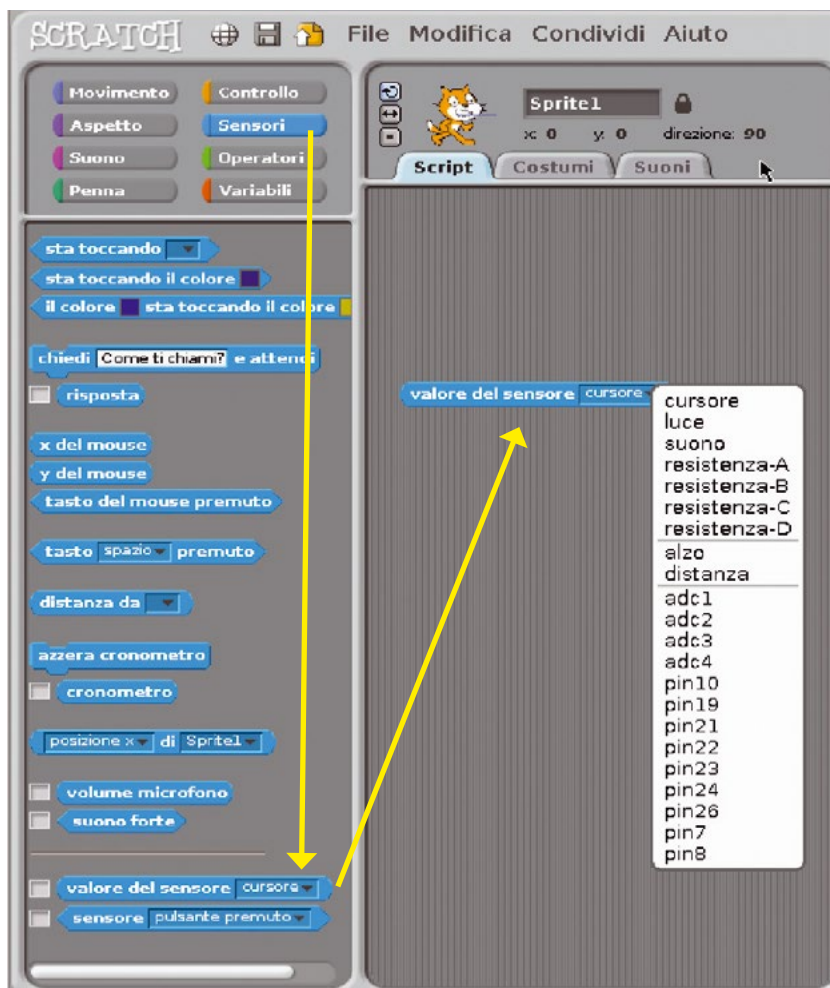 SCRATCH File Modifica Condividi Aiuto
Movimento Controllo
Aspetto Sensori
Suono Operatori
Penna Variabili
Sprite1
x: 0 y: 0 direzione: 90
Script Costumi Suoni
sta toccando
sta toccando il colore
il colore sta toccando il colore
chiedi Come ti chiami? e attendi
risposta
x del mouse
y del mouse
tasto del mouse premuto
tasto spazio premuto
distanza da
azzera cronometro
cronometro
posizione x di Sprite1
volume microfono
suono forte
valore del sensore cursore
sensore pulsante premuto
valore del sensore cursore
cursore
luce
suono
resistenza-A
resistenza-B
resistenza-C
resistenza-D
alzo
distanza
adc1
adc2
adc3
adc4
pin10
pin19
pin21
pin22
pin23
pin24
pin26
pin7
pin8